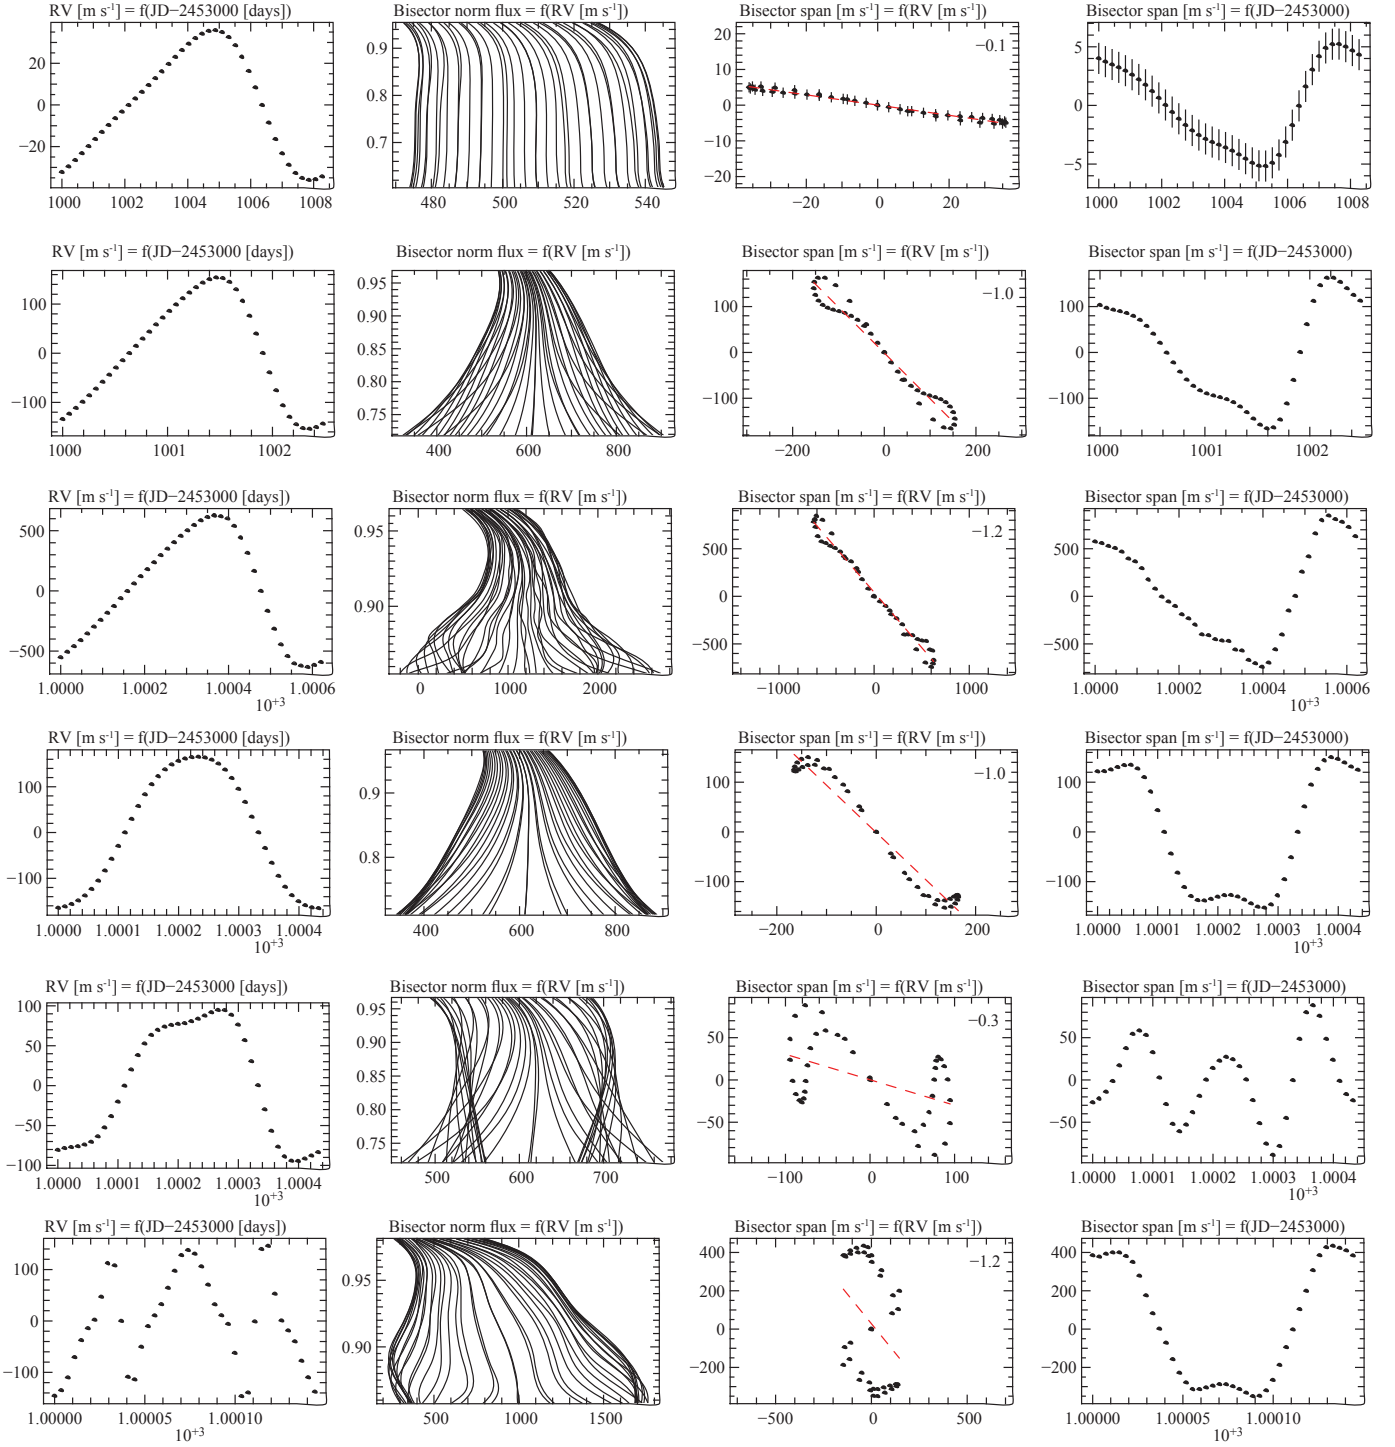 RV [m s-1] = f(JD−2453000 [days])
Bisector norm flux = f(RV [m s-1])
Bisector span [m s-1] = f(RV [m s-1])
Bisector span [m s-1] = f(JD−2453000)
20
0
−20
1000 1002 1004 1006 1008
0.9
0.8
0.7
480 500 520 540
20
10
0
−10
−20
−0.1
−20 0 20
5
0
−5
1000 1002 1004 1006 1008
RV [m s-1] = f(JD−2453000 [days])
Bisector norm flux = f(RV [m s-1])
Bisector span [m s-1] = f(RV [m s-1])
Bisector span [m s-1] = f(JD−2453000)
100
0
−100
1000 1001 1002
0.95
0.90
0.85
0.80
0.75
400 600 800
100
0
−100
−1.0
−200 0 200
100
0
−100
1000 1001 1002
RV [m s-1] = f(JD−2453000 [days])
Bisector norm flux = f(RV [m s-1])
Bisector span [m s-1] = f(RV [m s-1])
Bisector span [m s-1] = f(JD−2453000)
500
0
−500
1.0000 1.0002 1.0004 1.0006
10+3
0.95
0.90
0 1000 2000
500
0
−500
−1.2
−1000 0 1000
500
0
−500
1.0000 1.0002 1.0004 1.0006
10+3
RV [m s-1] = f(JD−2453000 [days])
Bisector norm flux = f(RV [m s-1])
Bisector span [m s-1] = f(RV [m s-1])
Bisector span [m s-1] = f(JD−2453000)
100
0
−100
1.0000 1.0001 1.0002 1.0003 1.0004
10+3
0.9
0.8
400 600 800
100
0
−100
−1.0
−200 0 200
100
0
−100
1.0000 1.0001 1.0002 1.0003 1.0004
10+3
RV [m s-1] = f(JD−2453000 [days])
Bisector norm flux = f(RV [m s-1])
Bisector span [m s-1] = f(RV [m s-1])
Bisector span [m s-1] = f(JD−2453000)
100
50
0
−50
−100
1.0000 1.0001 1.0002 1.0003 1.0004
10+3
0.95
0.90
0.85
0.80
0.75
500 600 700
50
0
−50
−0.3
−100 0 100
50
0
−50
1.0000 1.0001 1.0002 1.0003 1.0004
10+3
RV [m s-1] = f(JD−2453000 [days])
Bisector norm flux = f(RV [m s-1])
Bisector span [m s-1] = f(RV [m s-1])
Bisector span [m s-1] = f(JD−2453000)
100
0
−100
1.00000 1.00005 1.00010
10+3
0.95
0.90
500 1000 1500
400
200
0
−200
−1.2
−500 0 500
400
200
0
−200
1.00000 1.00005 1.00010
10+3